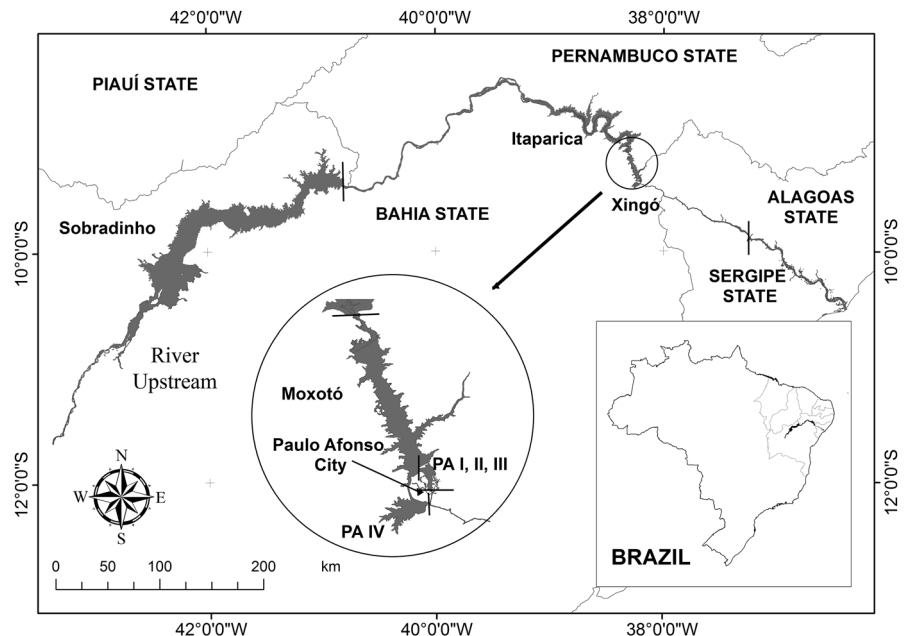 42°0'0"W
40°0'0"W
38°0'0"W
PERNAMBUCO STATE
PIAUÍ STATE
Itaparica
ALAGOAS
STATE
Xingó
BAHIA STATE
Sobradinho
10°0'0"S
10°0'0"S
SERGIPE
STATE
River
Upstream
Moxotó
Paulo Afonso
City
PA I, II, III
PA IV
N
W
E
S
12°0'0"S
12°0'0"S
BRAZIL
0
50
100
200
km
42°0'0"W
40°0'0"W
38°0'0"W